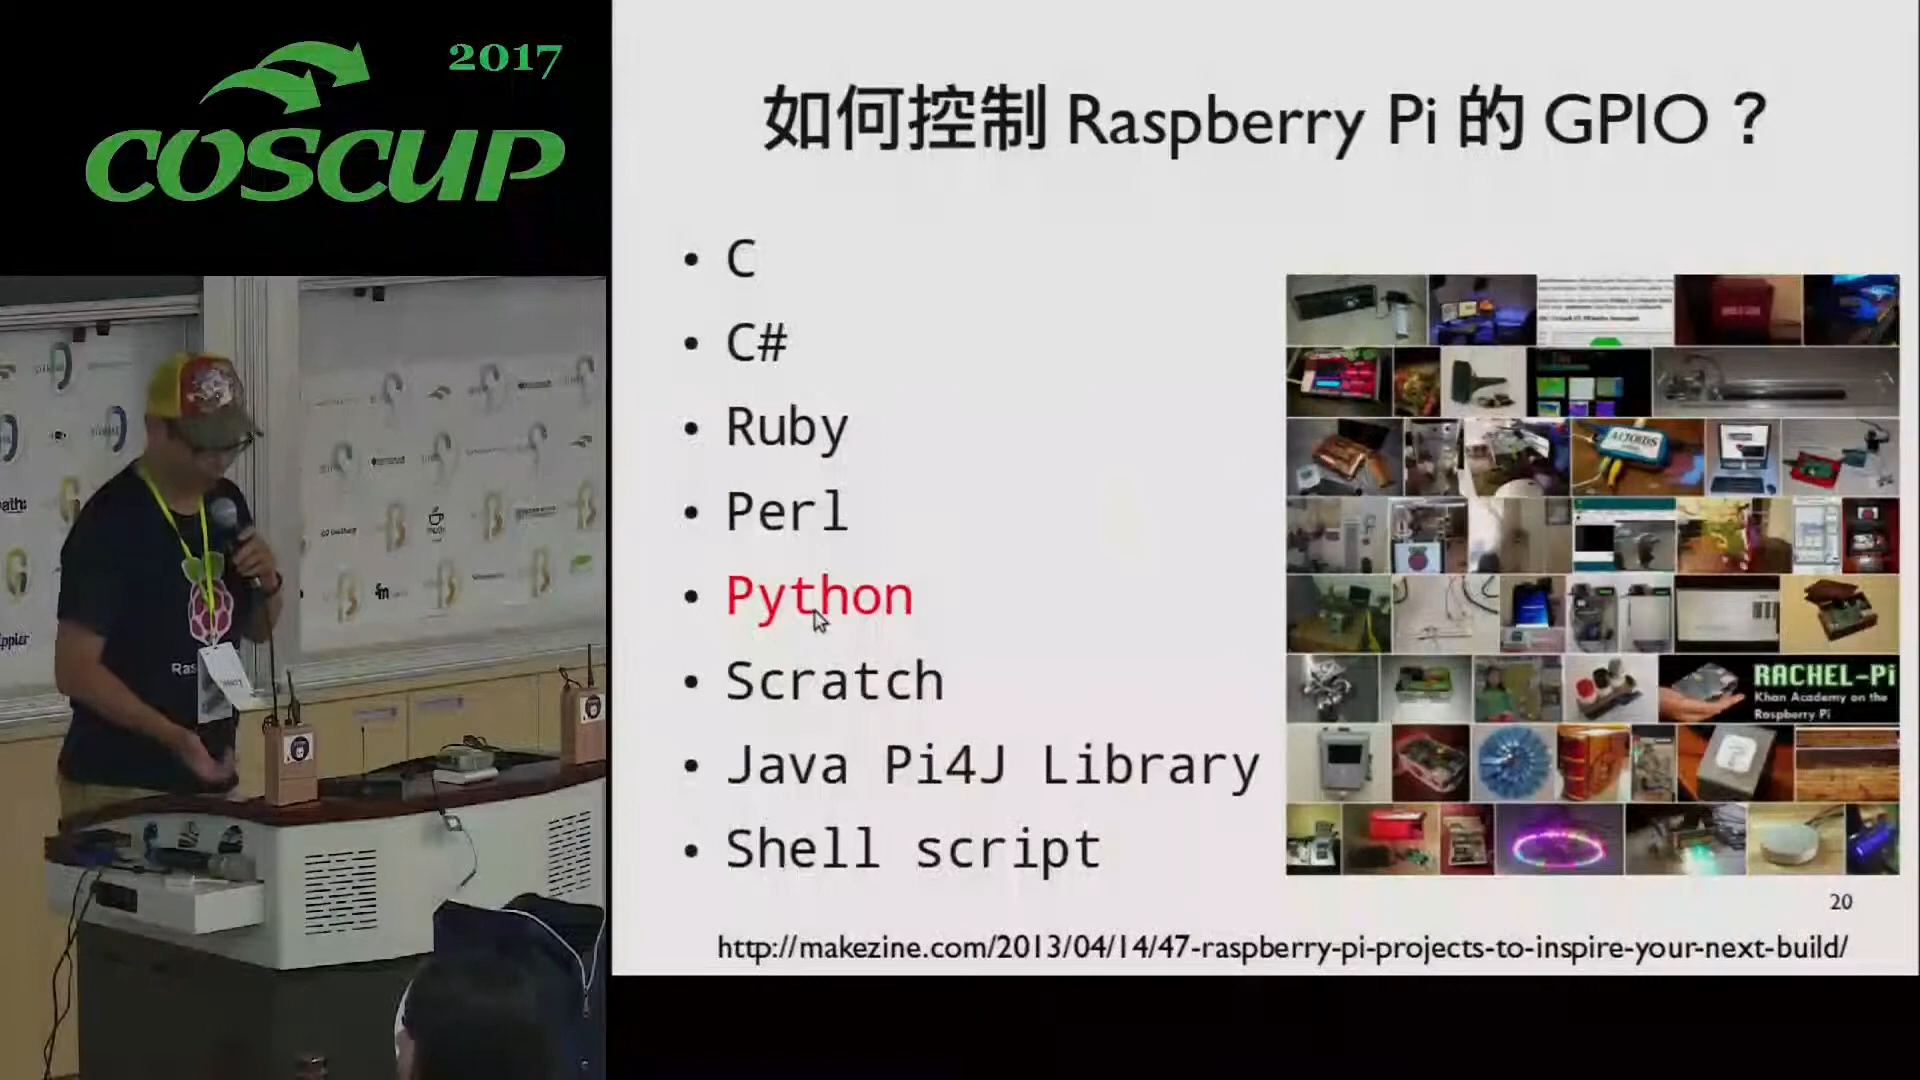 2017
COSCUP
如何控制 Raspberry Pi 的 GPIO？
• C
• C#
• Ruby
• Perl
• Python
• Scratch
• Java Pi4J Library
• Shell script
ALTOIDS
RACHEL-Pi
Khan Academy on the
Raspberry Pi
20
http://makezine.com/2013/04/14/47-raspberry-pi-projects-to-inspire-your-next-build/
Ras